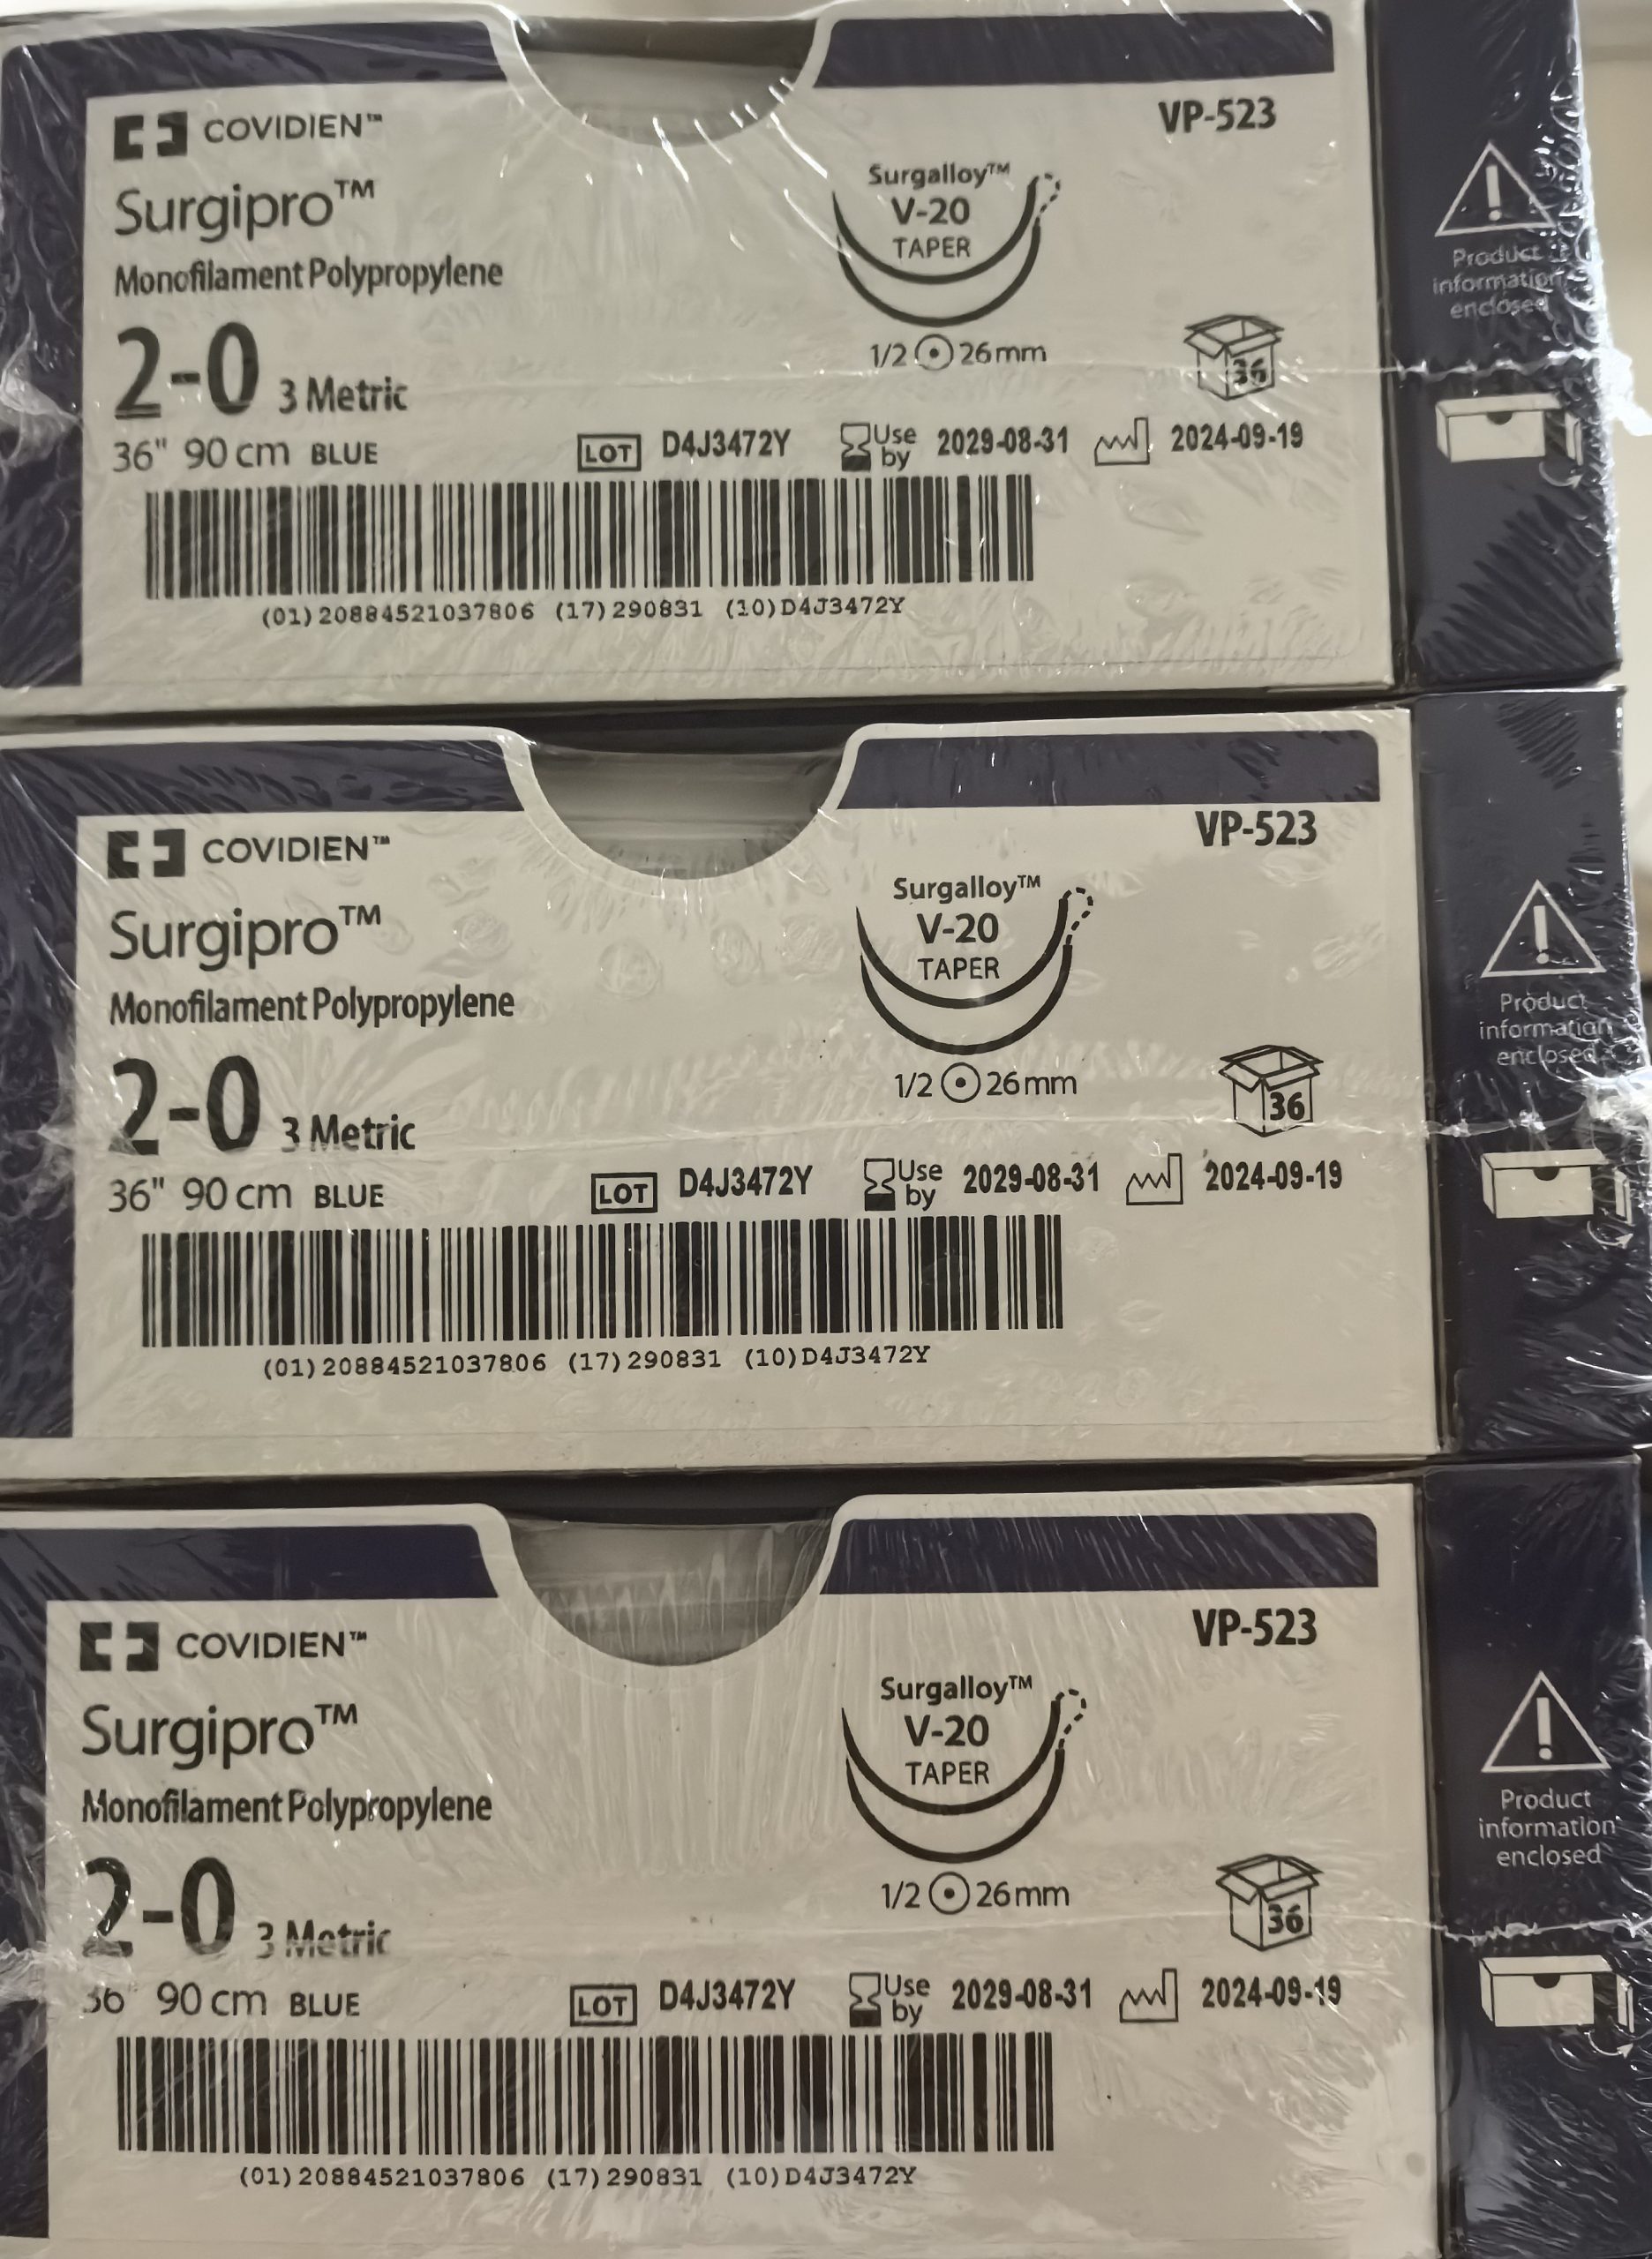 COVIDIEN™
VP-523
Surgipro™
Monofilament Polypropylene
Surgalloy™
V-20
TAPER
1/2 26mm
36
2-0 3 Metric
36" 90 cm BLUE
LOT D4J3472Y Use by 2029-08-31 2024-09-19
(01)20884521037806 (17)290831 (10)D4J3472Y
Product
information
enclosed
COVIDIEN™
VP-523
Surgipro™
Monofilament Polypropylene
Surgalloy™
V-20
TAPER
1/2 26mm
36
2-0 3 Metric
36" 90 cm BLUE
LOT D4J3472Y Use by 2029-08-31 2024-09-19
(01)20884521037806 (17)290831 (10)D4J3472Y
Product
information
enclosed
COVIDIEN™
VP-523
Surgipro™
Monofilament Polypropylene
Surgalloy™
V-20
TAPER
1/2 26mm
36
2-0 3 Metric
36" 90 cm BLUE
LOT D4J3472Y Use by 2029-08-31 2024-09-19
(01)20884521037806 (17)290831 (10)D4J3472Y
Product
information
enclosed